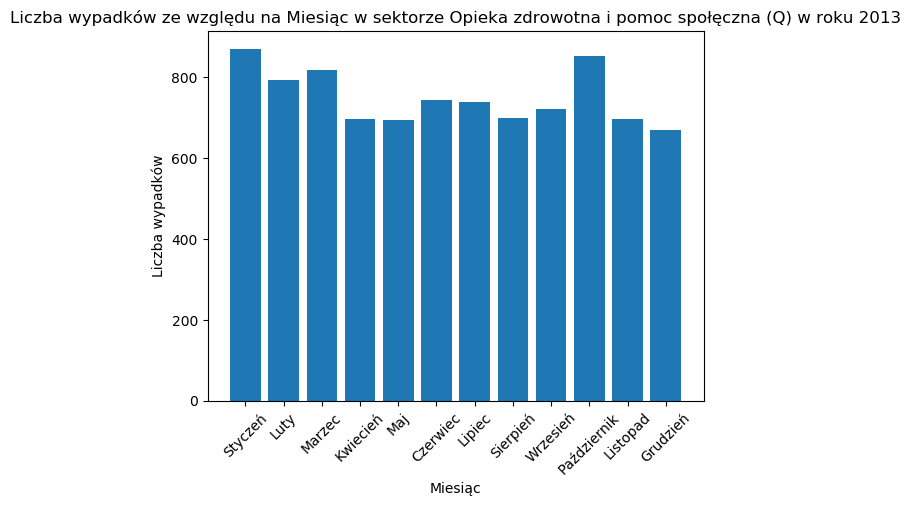 Liczba wypadków ze względu na Miesiąc w sektorze Opieka zdrowotna i pomoc społęczna (Q) w roku 2013
Liczba wypadków
800
600
400
200
0
Styczeń
Luty
Marzec
Kwiecień
Maj
Czerwiec
Lipiec
Sierpień
Wrzesień
Październik
Listopad
Grudzień
Miesiąc